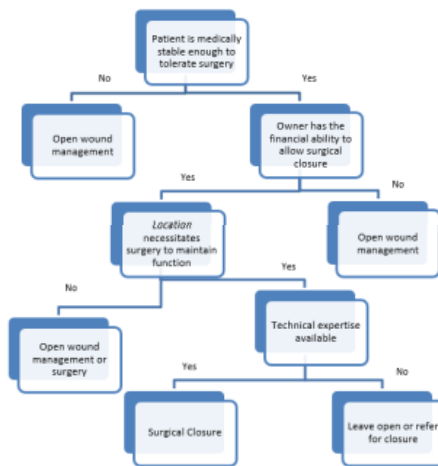 Patient is medically
stable enough to
tolerate surgery
No
Yes
Open wound
management
Owner has the
financial ability to
allow surgical
closure
Yes
No
Location
necessitates
surgery to maintain
function
Open wound
management
No
Yes
Open wound
management or
surgery
Technical expertise
available
Yes
No
Surgical Closure
Leave open or refer
for closure